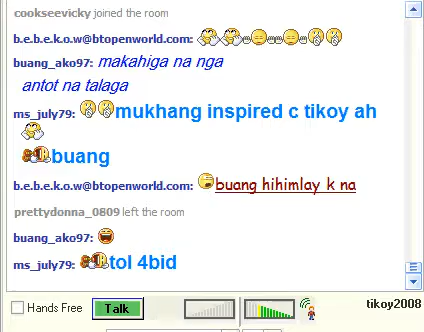 cookseevicky joined the room
b.e.b.e.k.o.w@btopenworld.com:
buang_ako97: makahiga na nga
antot na talaga
ms_july79: mukhang inspired c tikoy ah
buang
b.e.b.e.k.o.w@btopenworld.com: buang hihimlay k na
prettydonna_0809 left the room
buang_ako97:
ms_july79: tol 4bid
Hands Free Talk tikoy2008